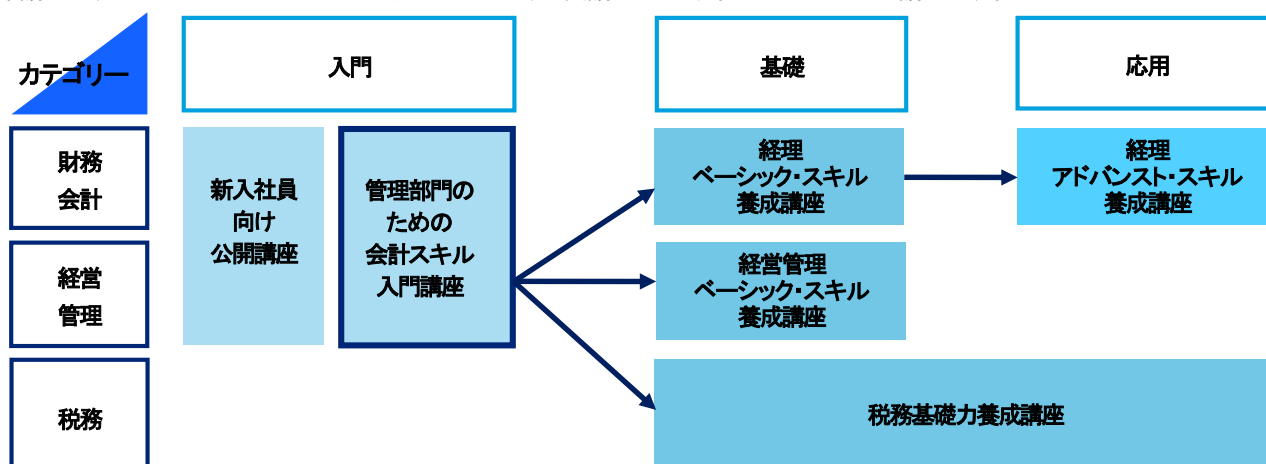 カテゴリー
入門
基礎
応用
財務
会計
新入社員
向け
公開講座
管理部門の
ための
会計スキル
入門講座
経理
ベーシック・スキル
養成講座
経理
アドバンスト・スキル
養成講座
経営
管理
経営管理
ベーシック・スキル
養成講座
税務
税務基礎力養成講座